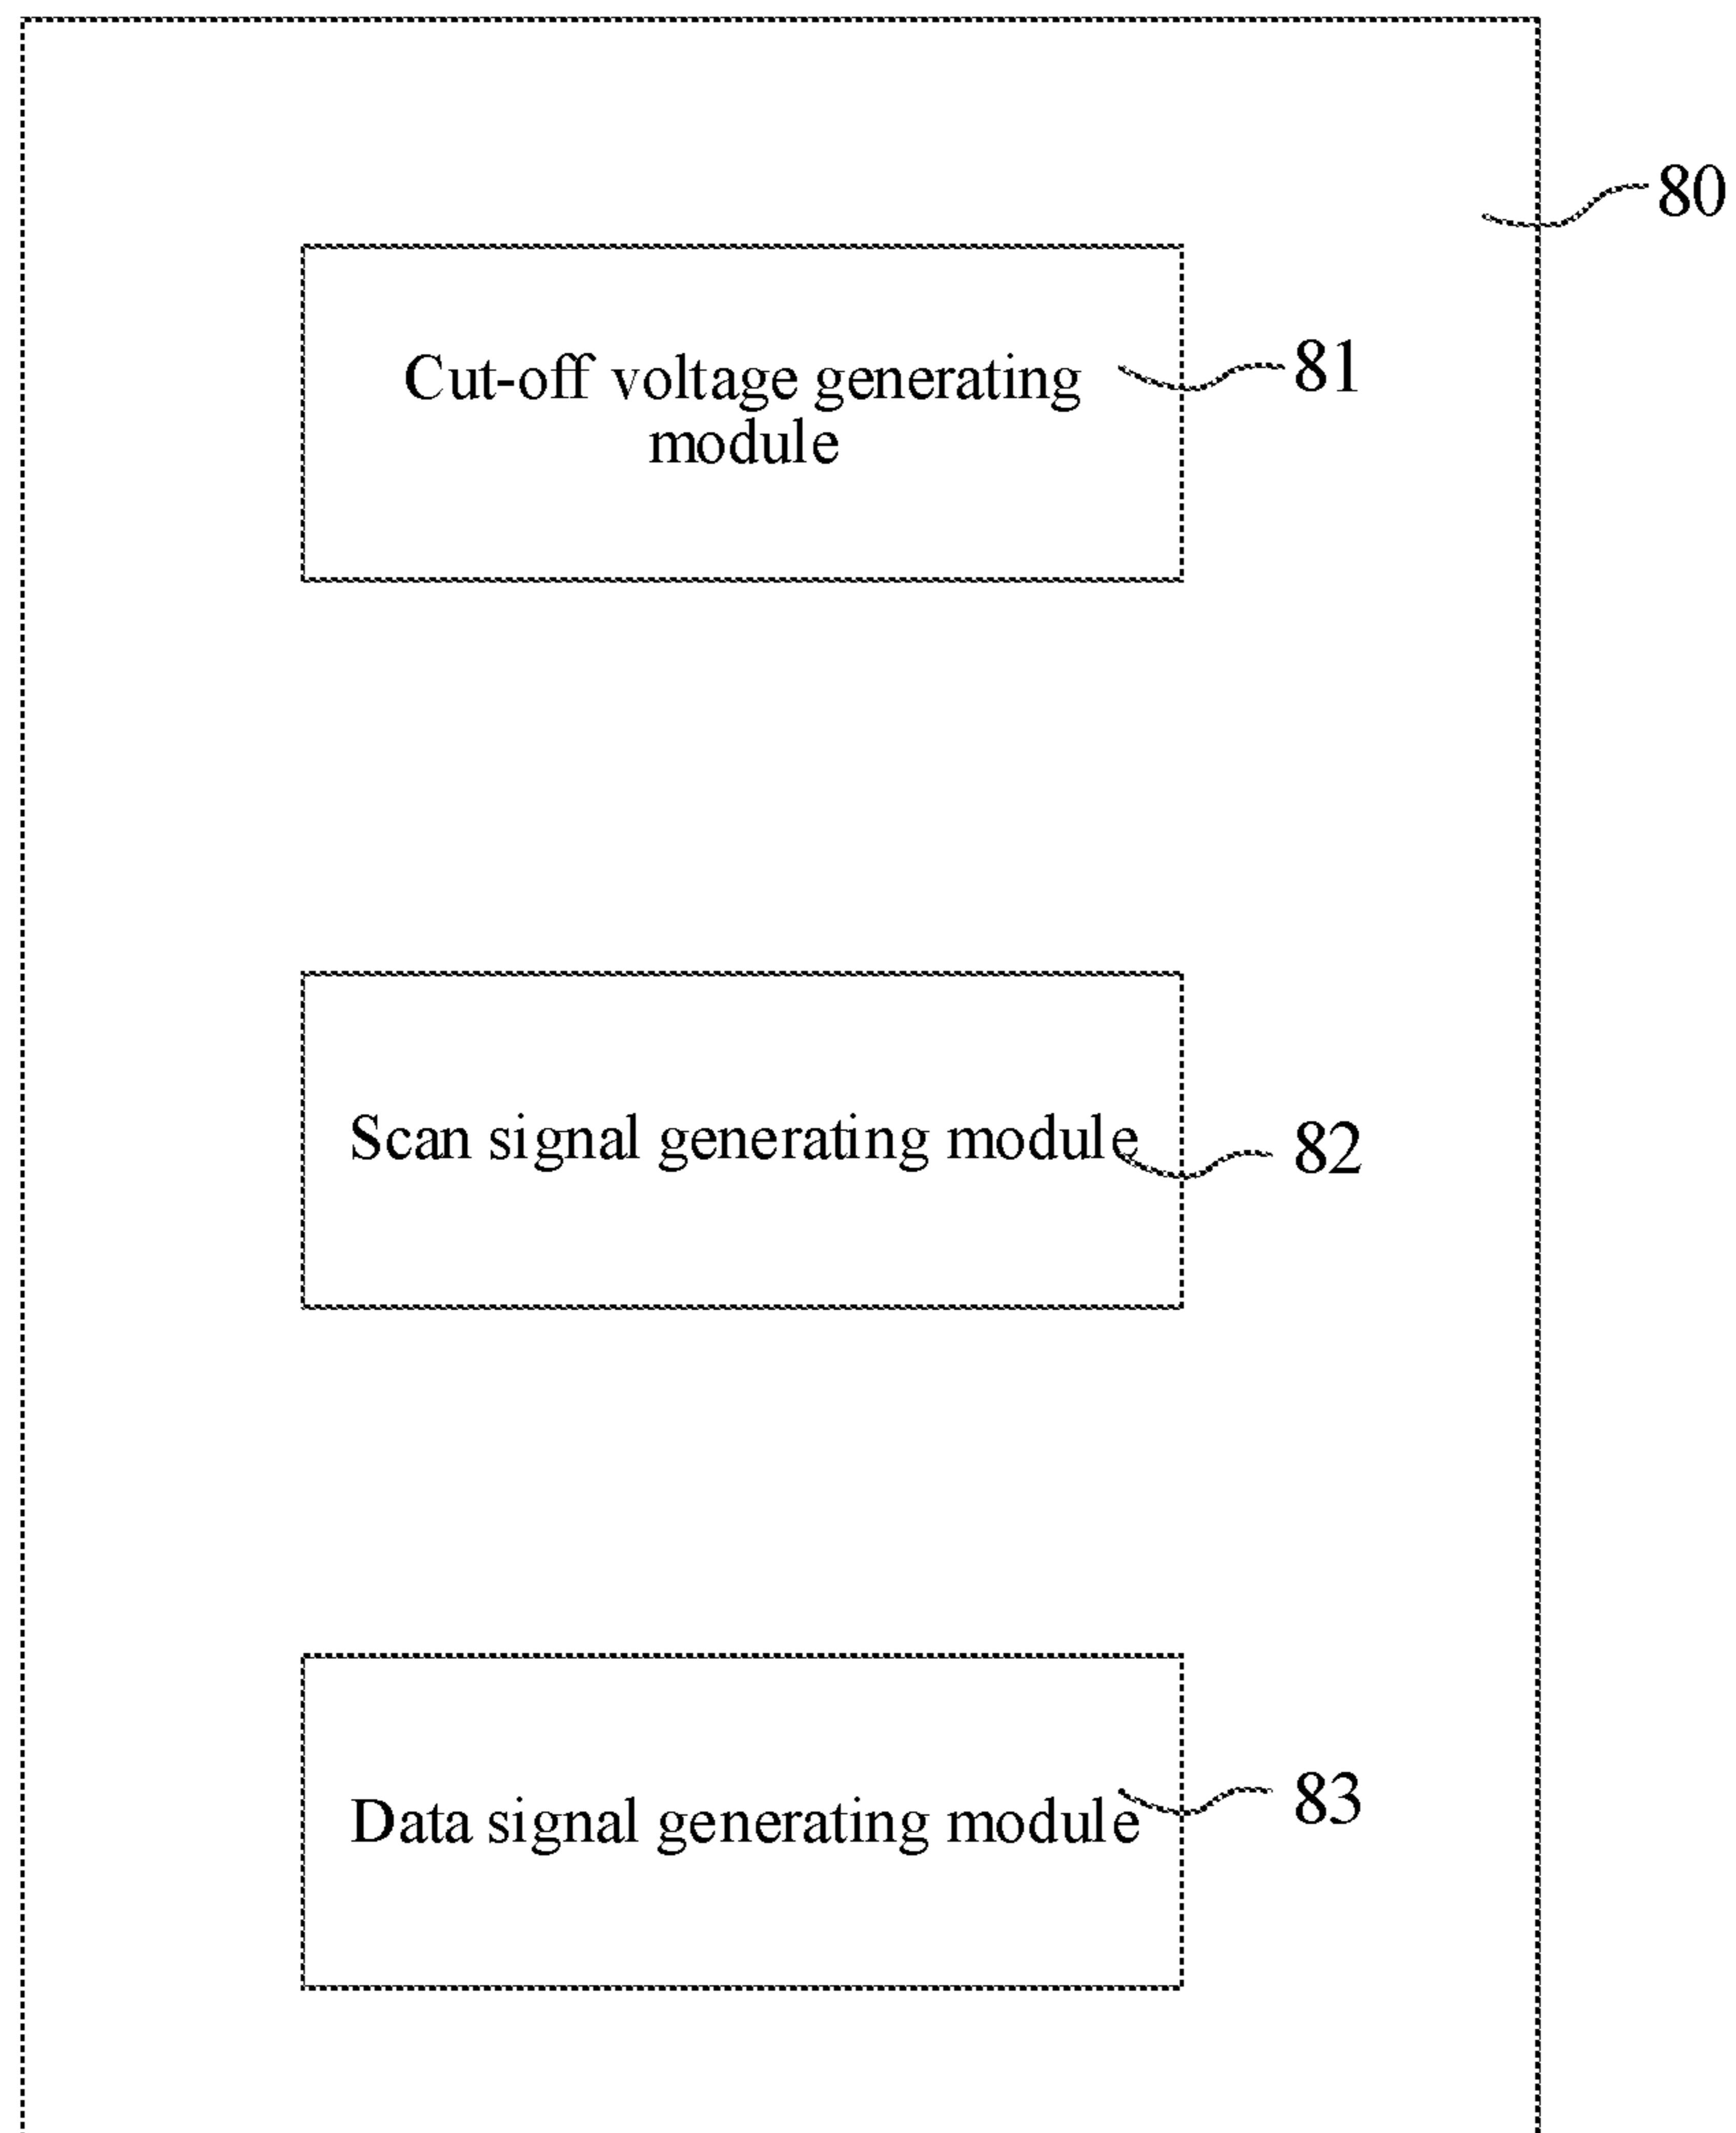 80
Cut-off voltage generating
module
81
Scan signal generating module
82
Data signal generating module
83